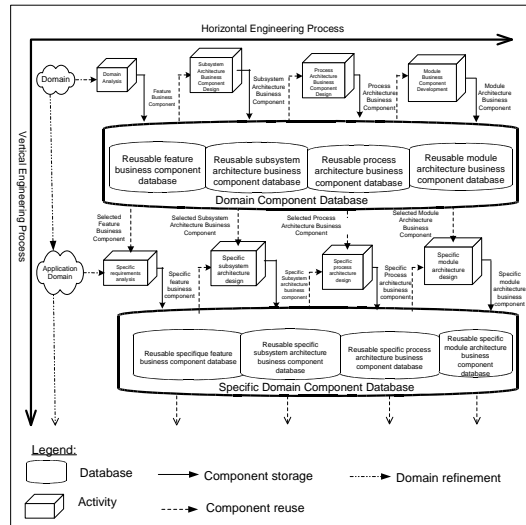 Horizontal Engineering Process
Vertical Engineering Process
Domain
Domain
Analysis
Feature
Business
Component
Subsystem
Architecture
Business
Component
Design
Subsystem
Architecture
Business
Component
Process
Architecture
Business
Component
Design
Process
Architecture
Business
Component
Module
Business
Component
Development
Module
Architecture
Business
Component
Reusable feature
business component
database
Reusable subsystem
architecture business
component database
Reusable process
architecture business
component database
Reusable module
architecture business
component database
Domain Component Database
Selected
Feature
Business
Component
Selected Subsystem
Architecture Business
Component
Selected Process
Architecture Business
Component
Selected Module
Architecture
Business
Component
Application
Domain
Specific
requirements
analysis
Specific
feature
business
component
Specific
subsystem
architecture
design
Specific
Subsystem
architecture
business
component
Specific
process
architecture
design
Specific
Process
architecture
business
component
Specific
module
architecture
design
Specific
module
architecture
business
component
Reusable specifique feature
business component database
Reusable specific
subsystem architecture
business component
database
Reusable specific process
architecture business
component database
Reusable specific
module architecture
business
component
database
Specific Domain Component Database
Legend:
Database
Component storage
Domain refinement
Activity
Component reuse